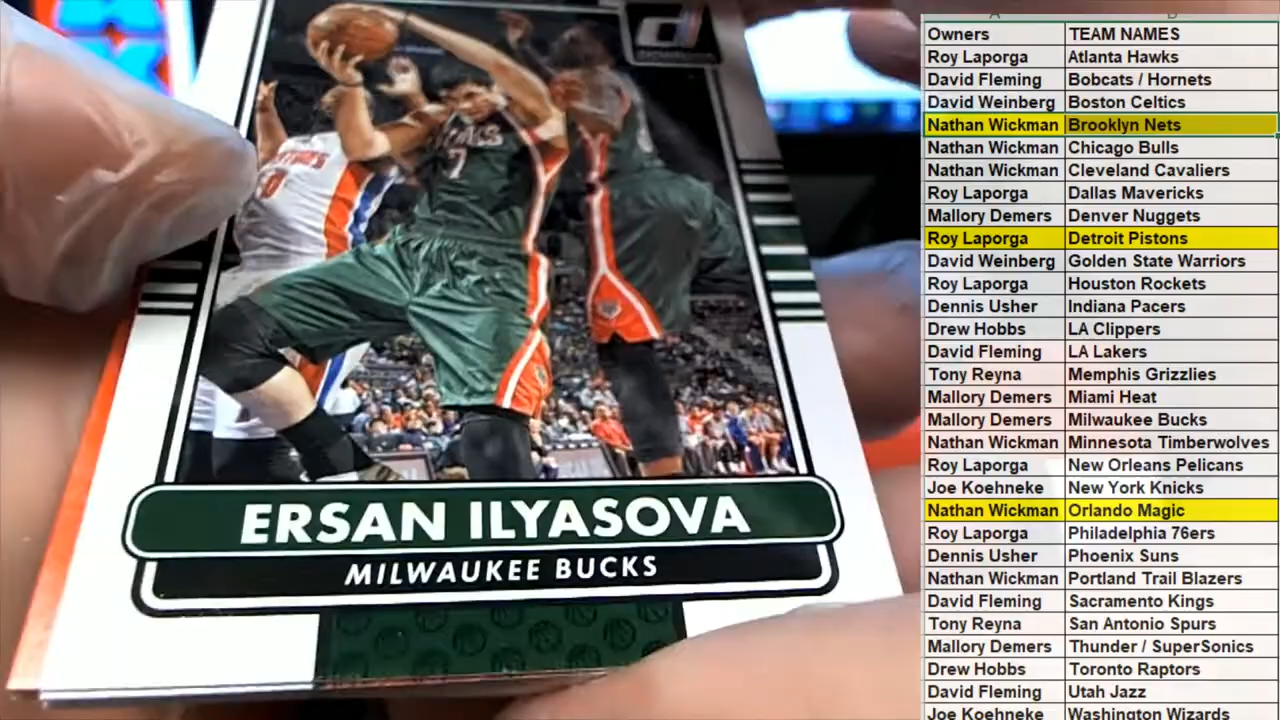 7
ERSAN ILYASOVA
MILWAUKEE BUCKS
A B
Owners TEAM NAMES
Roy Laporga Atlanta Hawks
David Fleming Bobcats / Hornets
David Weinberg Boston Celtics
Nathan Wickman Brooklyn Nets
Nathan Wickman Chicago Bulls
Nathan Wickman Cleveland Cavaliers
Roy Laporga Dallas Mavericks
Mallory Demers Denver Nuggets
Roy Laporga Detroit Pistons
David Weinberg Golden State Warriors
Roy Laporga Houston Rockets
Dennis Usher Indiana Pacers
Drew Hobbs LA Clippers
David Fleming LA Lakers
Tony Reyna Memphis Grizzlies
Mallory Demers Miami Heat
Mallory Demers Milwaukee Bucks
Nathan Wickman Minnesota Timberwolves
Roy Laporga New Orleans Pelicans
Joe Koehneke New York Knicks
Nathan Wickman Orlando Magic
Roy Laporga Philadelphia 76ers
Dennis Usher Phoenix Suns
Nathan Wickman Portland Trail Blazers
David Fleming Sacramento Kings
Tony Reyna San Antonio Spurs
Mallory Demers Thunder / SuperSonics
Drew Hobbs Toronto Raptors
David Fleming Utah Jazz
Joe Koehneke Washington Wizards